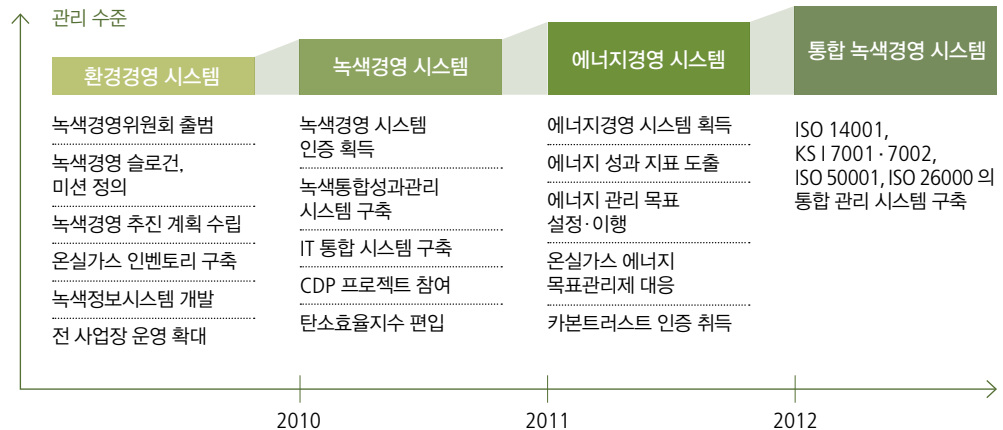 관리 수준
환경경영 시스템
녹색경영위원회 출범
녹색경영 슬로건,
미션 정의
녹색경영 추진 계획 수립
온실가스 인벤토리 구축
녹색정보시스템 개발
전 사업장 운영 확대
녹색경영 시스템
녹색경영 시스템
인증 획득
녹색통합성과관리
시스템 구축
IT 통합 시스템 구축
CDP 프로젝트 참여
탄소효율지수 편입
에너지경영 시스템
에너지경영 시스템 획득
에너지 성과 지표 도출
에너지 관리 목표
설정·이행
온실가스 에너지
목표관리제 대응
카본트러스트 인증 취득
통합 녹색경영 시스템
ISO 14001,
KS I 7001·7002,
ISO 50001, ISO 26000 의
통합 관리 시스템 구축
2010
2011
2012